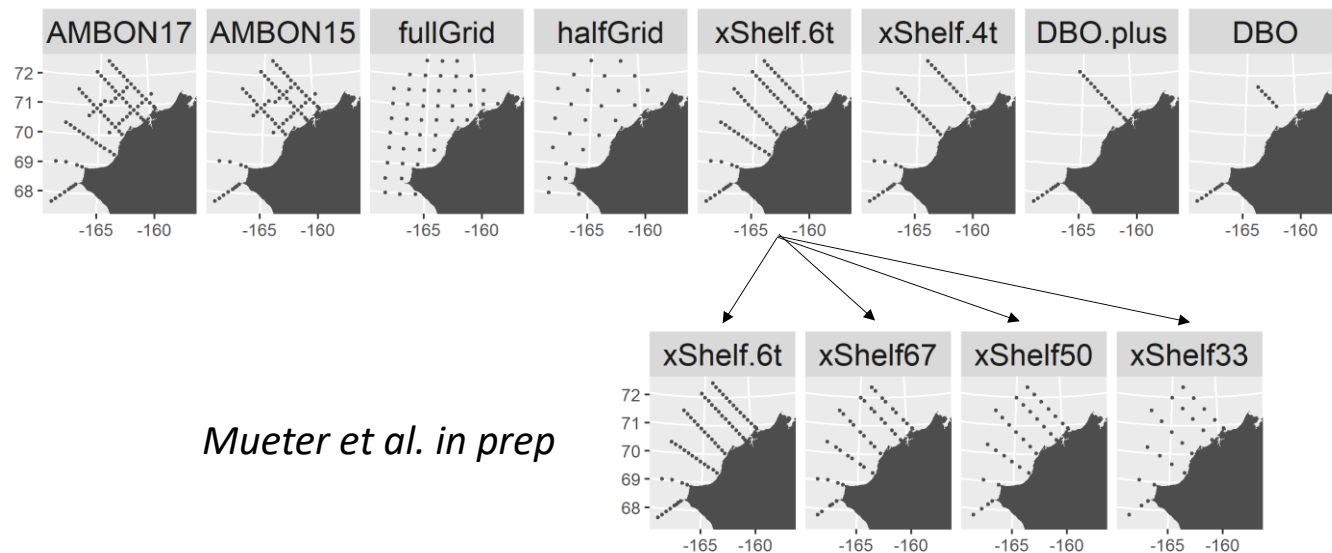 AMBON17 AMBON15 fullGrid halfGrid xShelf.6t xShelf.4t DBO.plus DBO
72
71
70
69
68
-165 -160 -165 -160 -165 -160 -165 -160 -165 -160 -165 -160 -165 -160 -165 -160
xShelf.6t xShelf67 xShelf50 xShelf33
72
71
70
69
68
-165 -160 -165 -160 -165 -160 -165 -160
Mueter et al. in prep